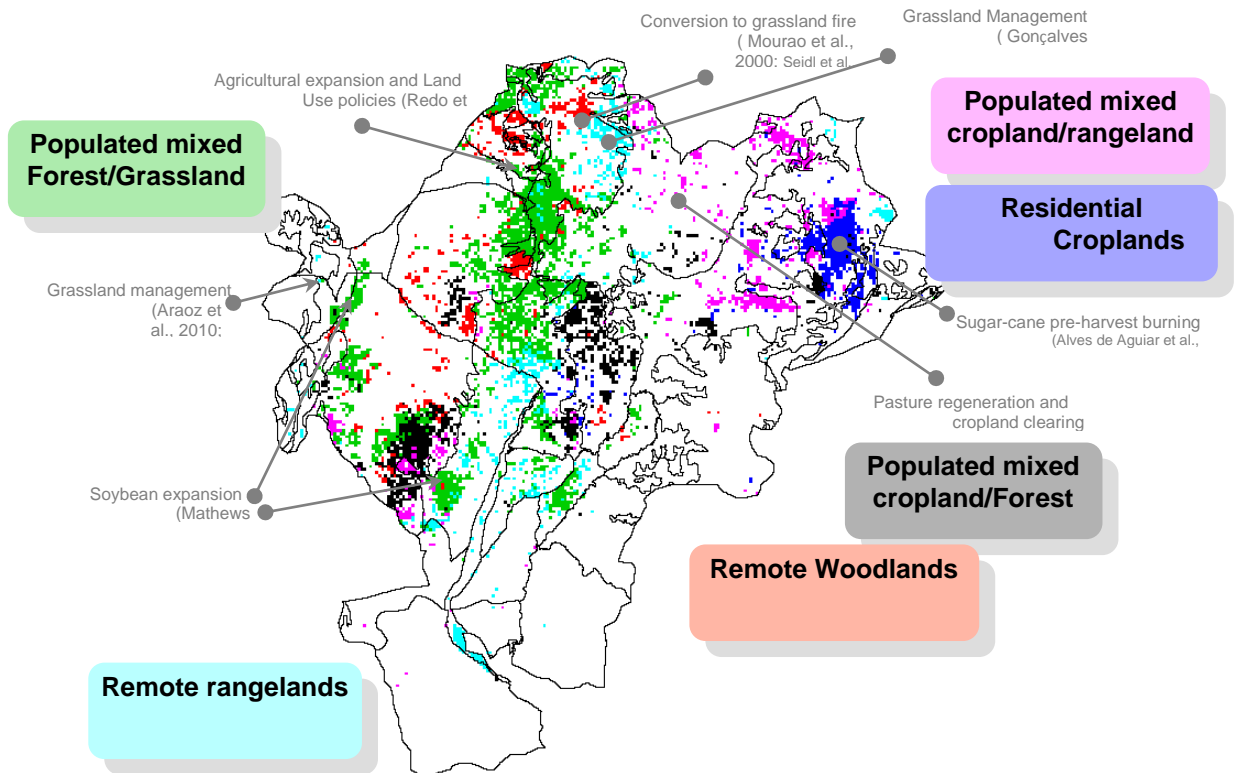 Conversion to grassland fire
( Mourao et al.,
2000: Seidl et al.
Grassland Management
( Gonçalves
Agricultural expansion and Land
Use policies (Redo et
Populated mixed
cropland/rangeland
Populated mixed
Forest/Grassland
Residential
Croplands
Grassland management
(Araoz et
al., 2010:
Sugar-cane pre-harvest burning
(Alves de Aguiar et al.,
Pasture regeneration and
cropland clearing
Populated mixed
cropland/Forest
Soybean expansion
(Mathews
Remote Woodlands
Remote rangelands